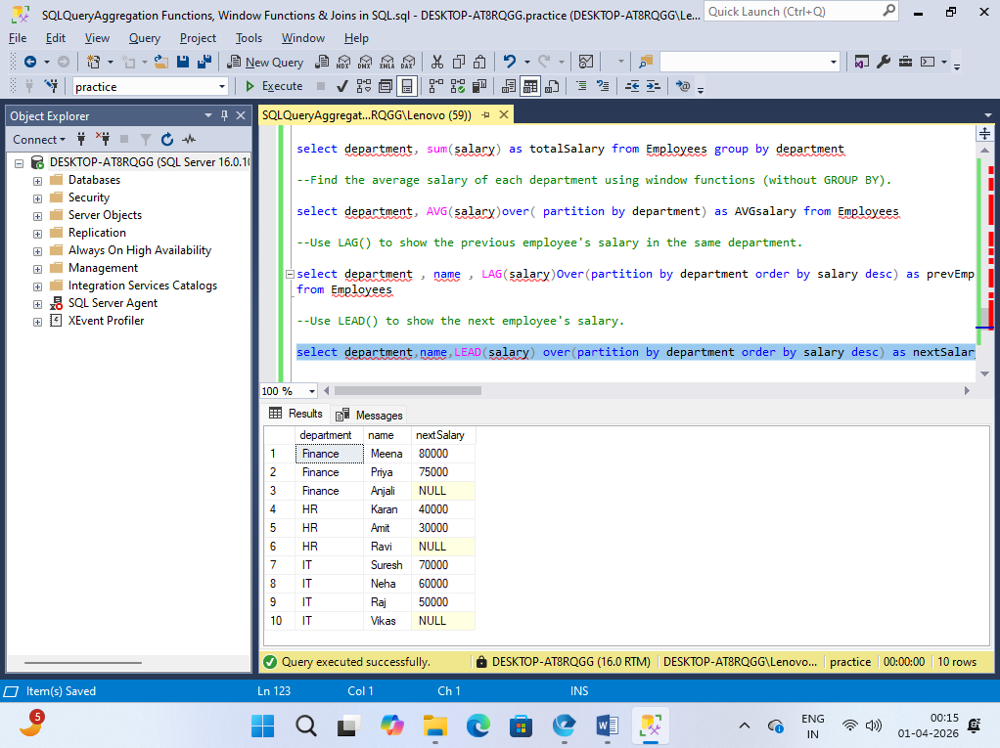 SQLQueryAggregation Functions, Window Functions & Joins in SQL.sql - DESKTOP-AT8RQGG.practice (DESKTOP-AT8RQGG\Le...
Quick Launch (Ctrl+Q)
File Edit View Query Project Tools Window Help
New Query MDX DMX XMLA DAX
practice Execute
Object Explorer
SQLQueryAggregat...RQGG\Lenovo (59))
Connect
DESKTOP-AT8RQGG (SQL Server 16.0.10
Databases
Security
Server Objects
Replication
Always On High Availability
Management
Integration Services Catalogs
SQL Server Agent
XEvent Profiler
select department, sum(salary) as totalSalary from Employees group by department
--Find the average salary of each department using window functions (without GROUP BY).
select department, AVG(salary)over( partition by department) as AVGsalary from Employees
--Use LAG() to show the previous employee's salary in the same department.
select department , name , LAG(salary)Over(partition by department order by salary desc) as prevEmp
from Employees
--Use LEAD() to show the next employee's salary.
select department,name,LEAD(salary) over(partition by department order by salary desc) as nextSalar
100 %
Results Messages
department name nextSalary
1 Finance Meena 80000
2 Finance Priya 75000
3 Finance Anjali NULL
4 HR Karan 40000
5 HR Amit 30000
6 HR Ravi NULL
7 IT Suresh 70000
8 IT Neha 60000
9 IT Raj 50000
10 IT Vikas NULL
Query executed successfully. DESKTOP-AT8RQGG (16.0 RTM) DESKTOP-AT8RQGG\Lenovo... practice 00:00:00 10 rows
Item(s) Saved Ln 123 Col 1 Ch 1 INS
5
ENG
IN
00:15
01-04-2026